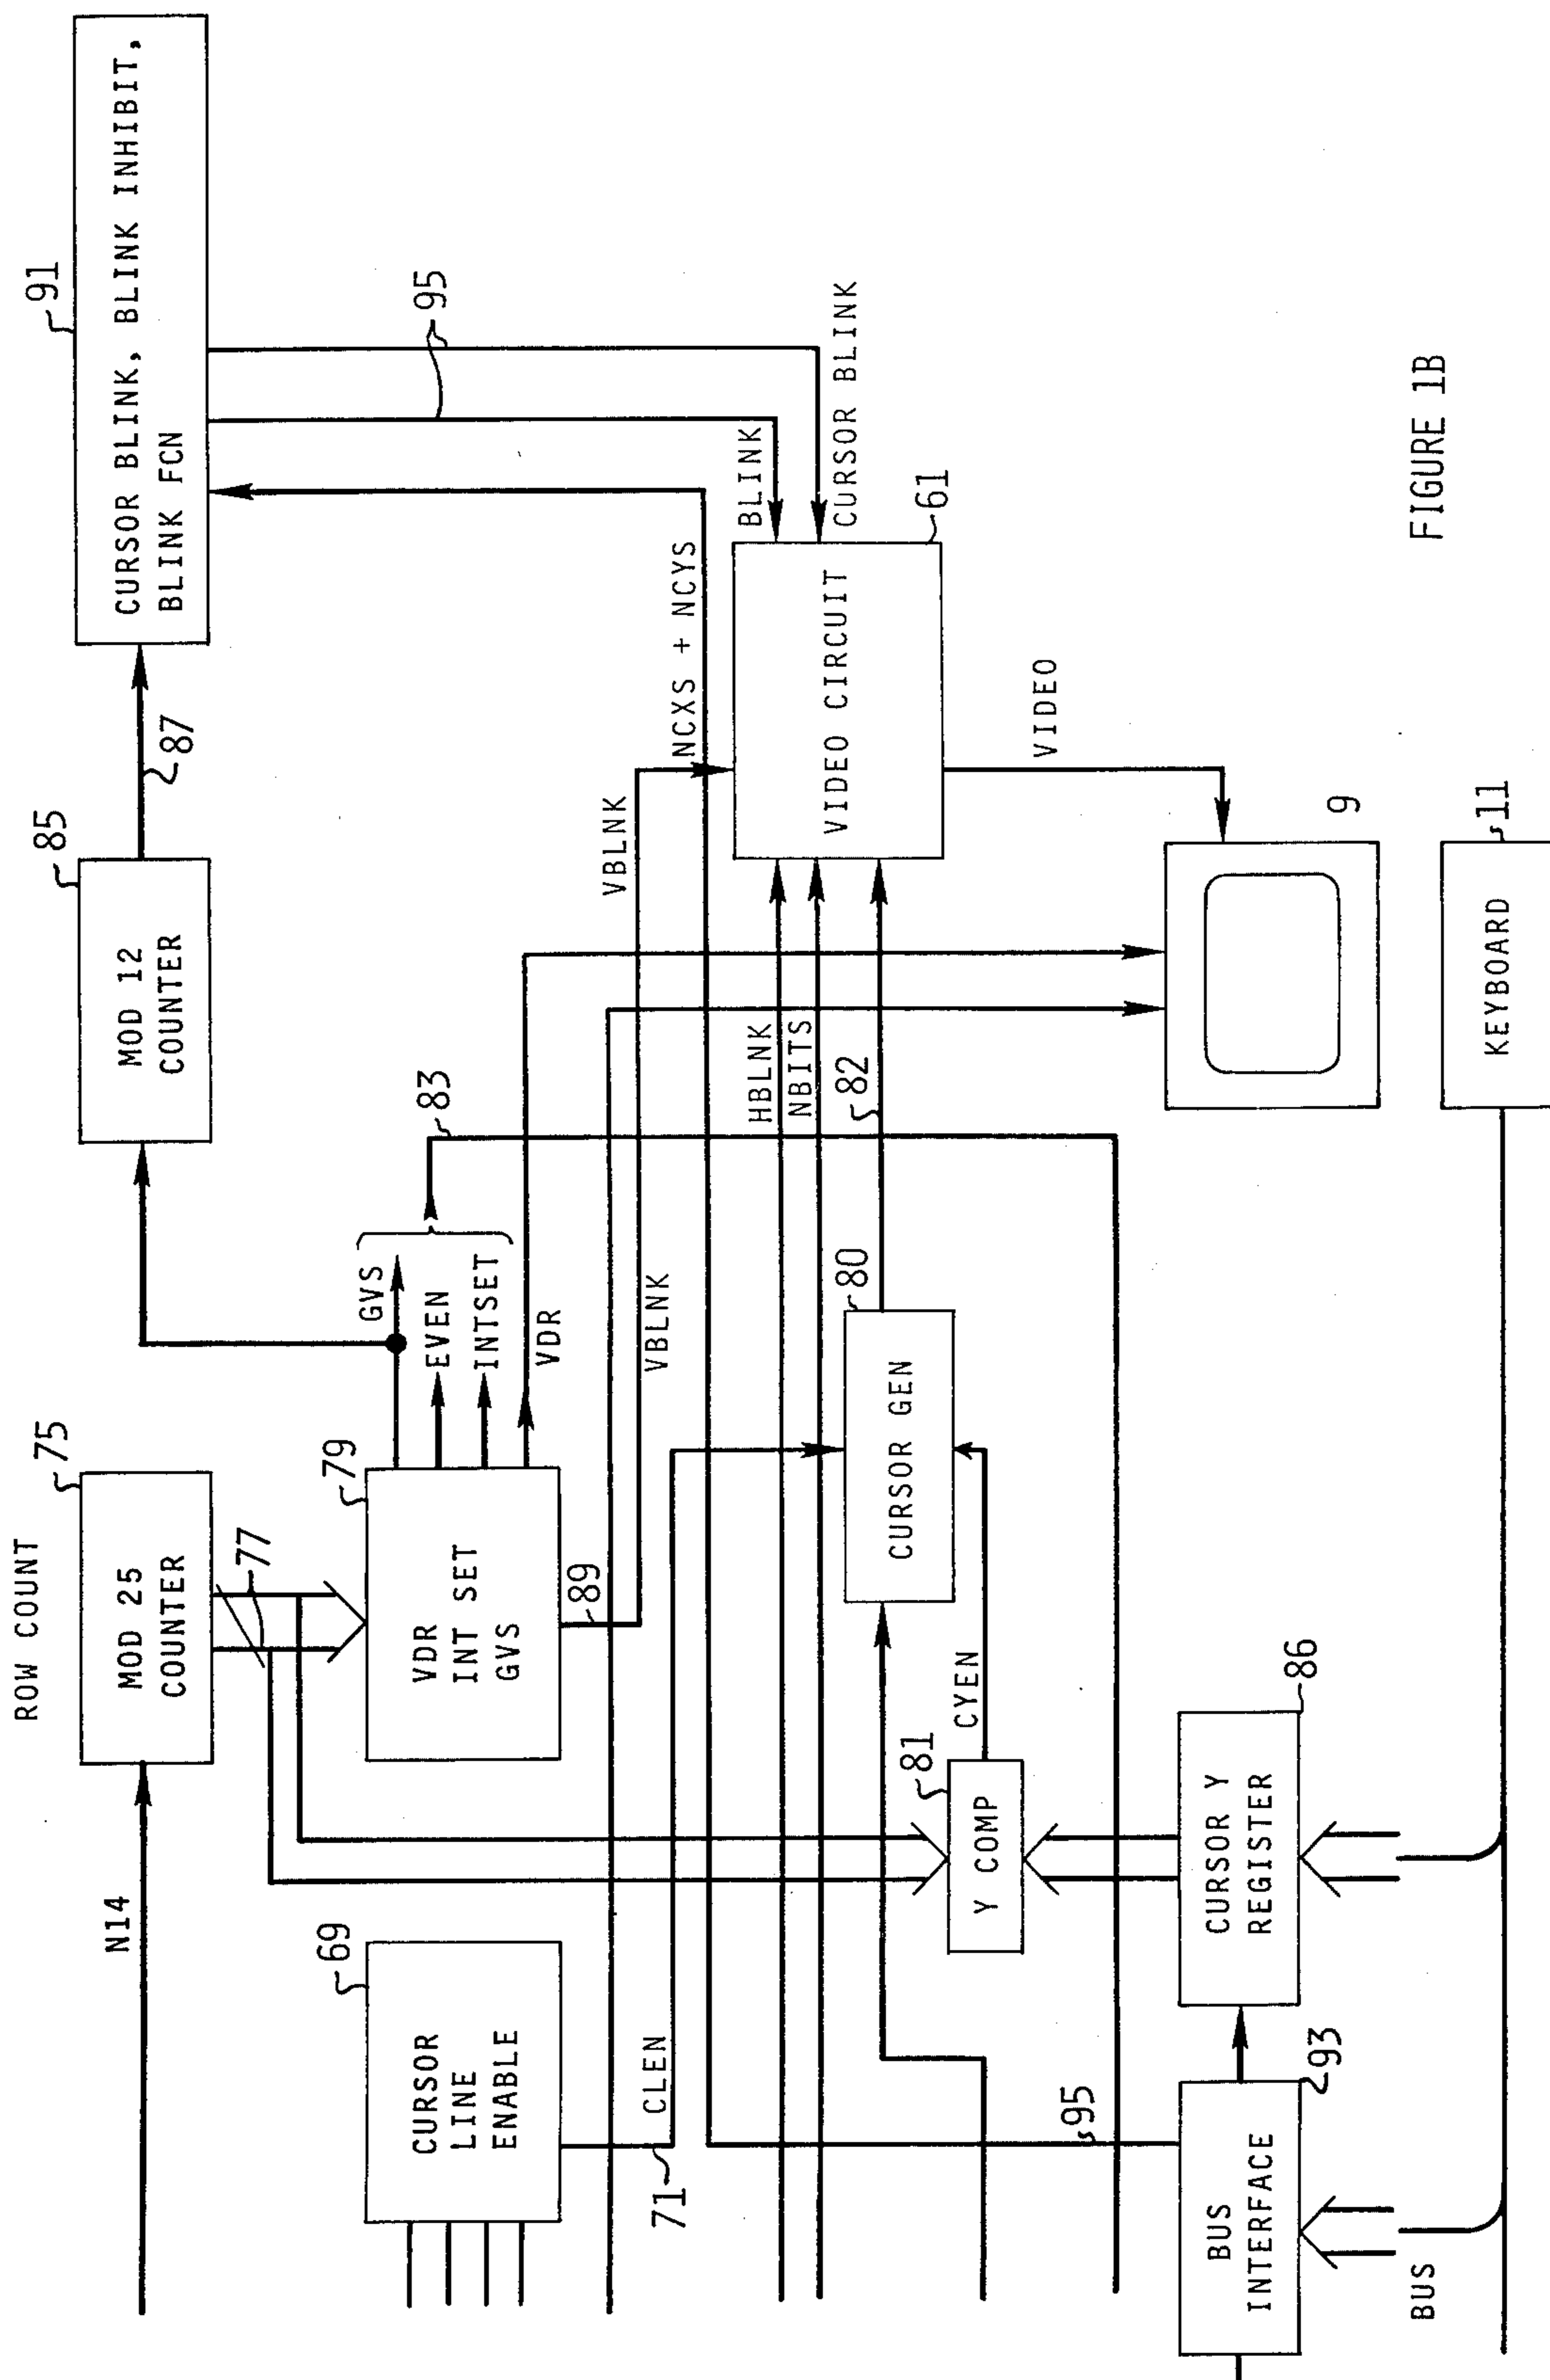 ROW COUNT
N14
75
MOD 25
COUNTER
77
85
MOD 12
COUNTER
87
91
CURSOR BLINK, BLINK INHIBIT,
BLINK FCN
69
CURSOR
LINE
ENABLE
79
VDR
INT SET
GVS
GVS
EVEN
INTSET
VDR
83
95
89
VBLNK
VBLNK
NCXS + NCYS
CLEN
71
BLINK
CURSOR BLINK
HBLNK
NBITS
82
VIDEO CIRCUIT
61
80
CURSOR GEN
81
Y COMP
CYEN
VIDEO
95
93
BUS
INTERFACE
86
CURSOR Y
REGISTER
9
BUS
11
KEYBOARD
FIGURE 1B